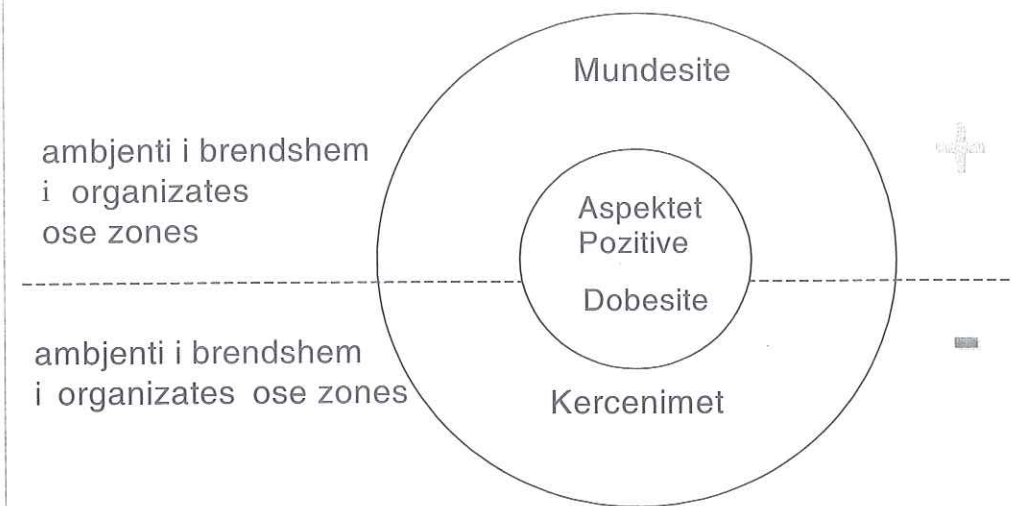 Mundesite
+
ambjenti i brendshem
i organizates
ose zones
Aspektet
Pozitive
Dobesite
-
ambjenti i brendshem
i organizates ose zones
Kercenimet